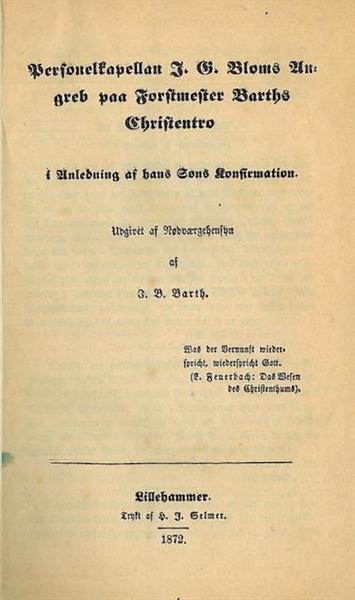 Personelkapellan J. G. Bloms An-
greb paa Forstmester Barths
Christentro
i Anledning af hans Søns Konfirmation.
Udgivet af Nødværgehensyn
af
J. B. Barth.
Was der Vernunft wieder-
spricht, wiederspricht Gott.
(L. Feuerbach: Das Wesen
des Christenthums).
Lillehammer.
Trykt af H. J. Selmer.
1872.